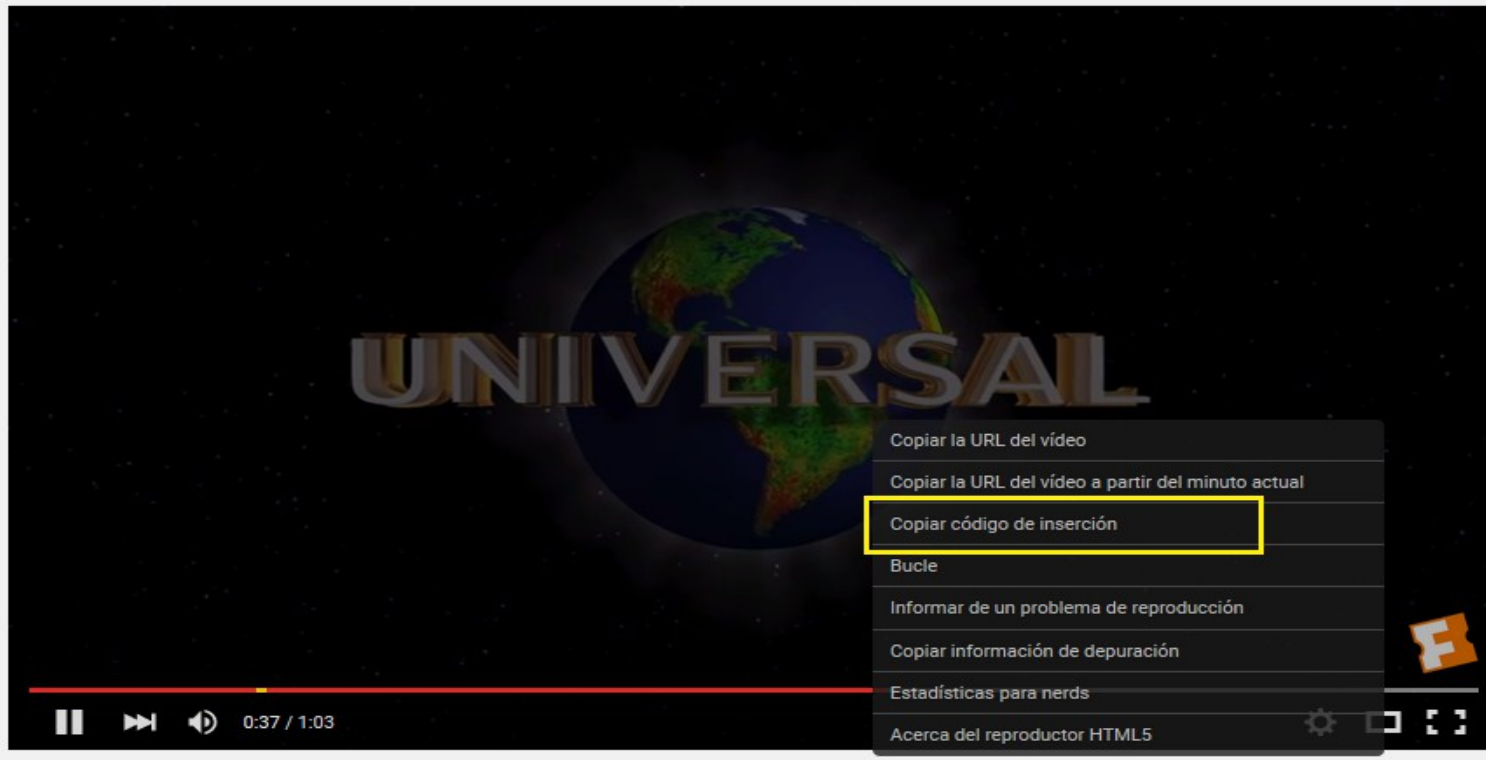 UNIVERSAL
Copiar la URL del vídeo
Copiar la URL del vídeo a partir del minuto actual
Copiar código de inserción
Bucle
Informar de un problema de reproducción
Copiar información de depuración
Estadísticas para nerds
Acerca del reproductor HTML5
F
0:37 / 1:03